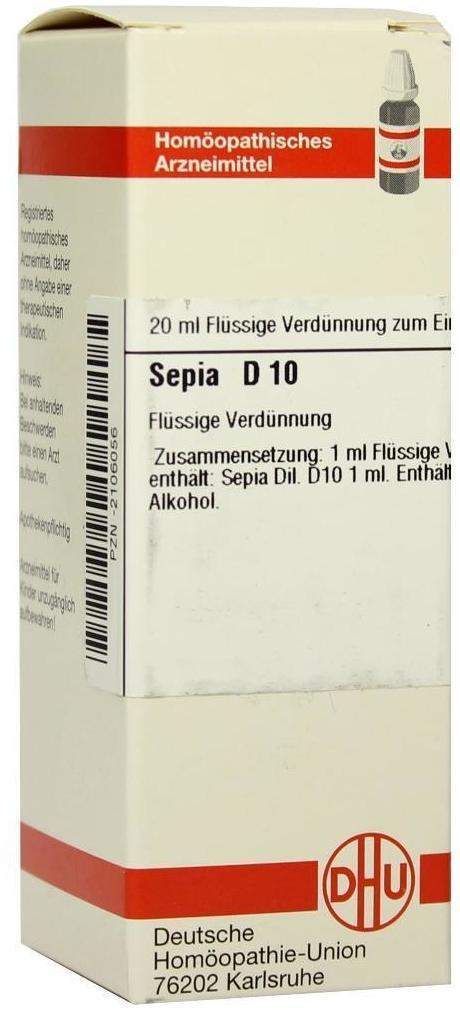 Homöopathisches
Arzneimittel
Registriertes
homöopathisches
Arzneimittel, daher
ohne Angabe einer
therapeutischen
Indikation.
Hinweis:
Bei anhaltenden
Beschwerden
bitte einen Arzt
aufsuchen.
Apothekenpflichtig
Arzneimittel für
Kinder unzugänglich
aufbewahren!
PZN -2106056
20 ml Flüssige Verdünnung zum
Sepia D 10
Flüssige Verdünnung
Zusammensetzung: 1 ml Flüssige
enthält: Sepia Dil. D10 1 ml. Enthält
Alkohol.
DHU
Deutsche
Homöopathie-Union
76202 Karlsruhe